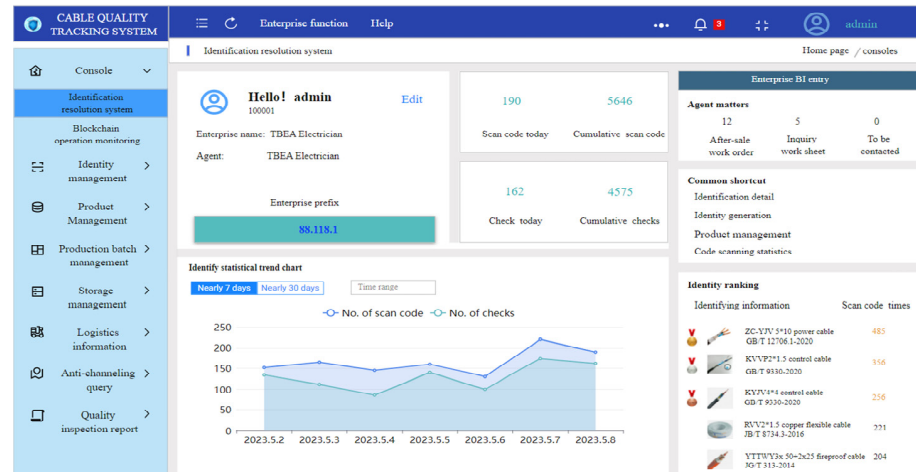 CABLE QUALITY
TRACKING SYSTEM
Enterprise function Help
3
admin
Identification resolution system
Home page / consoles
Console
Identification
resolution system
Blockchain
operation monitoring
Identity
management
Product
Management
Production batch
management
Storage
management
Logistics
information
Anti-channeling
query
Quality
inspection report
Hello! admin
100001
Edit
Enterprise name: TBEA Electrician
Agent: TBEA Electrician
Enterprise prefix
88.118.1
190 5646
Scan code today Cumulative scan code
162 4575
Check today Cumulative checks
Enterprise BI entry
Agent matters
12 5 0
After-sale
work order
Inquiry
work sheet
To be
contacted
Common shortcut
Identification detail
Identity generation
Product management
Code scanning statistics
Identify statistical trend chart
Nearly 7 days Nearly 30 days Time range
No. of scan code No. of checks
250
200
150
100
50
0
2023.5.2 2023.5.3 2023.5.4 2023.5.5 2023.5.6 2023.5.7 2023.5.8
Identity ranking
Identifying information Scan code times
ZC-YJV 5*10 power cable
GB/T 12706.1-2020
485
KVVP2*1.5 control cable
GB/T 9330-2020
356
KYJV4*4 control cable
GB/T 9330-2020
256
RVV2*1.5 copper flexible cable
JB/T 8734.3-2016
221
YTTWY3x 50+2x25 fireproof cable
JG/T 313-2014
204